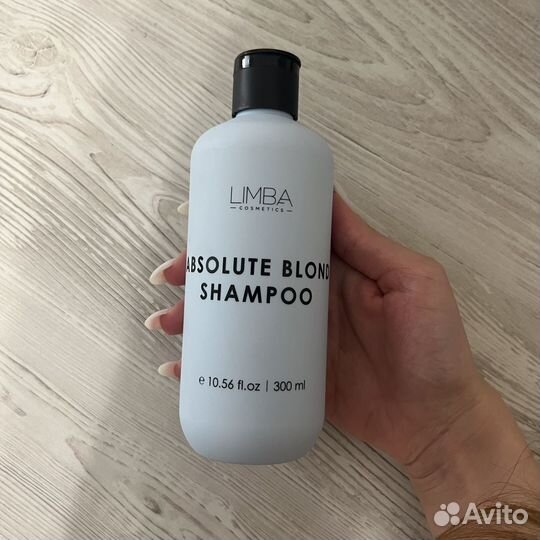 LIMBA
COSMETICS
ABSOLUTE BLOND
SHAMPOO
e 10.56 fl.oz | 300 ml
Avito